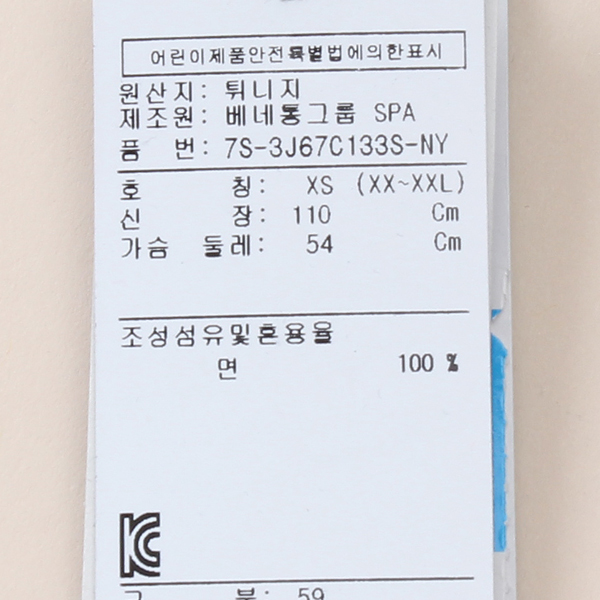 어린이제품안전특별법에의한표시
원산지: 튀니지
제조원: 베네통그룹 SPA
품 번: 7S-3J67C133S-NY
호 칭: XS (XX~XXL)
신 장: 110 Cm
가슴 둘레: 54 Cm
조성섬유및혼용율
면 100 %
KC